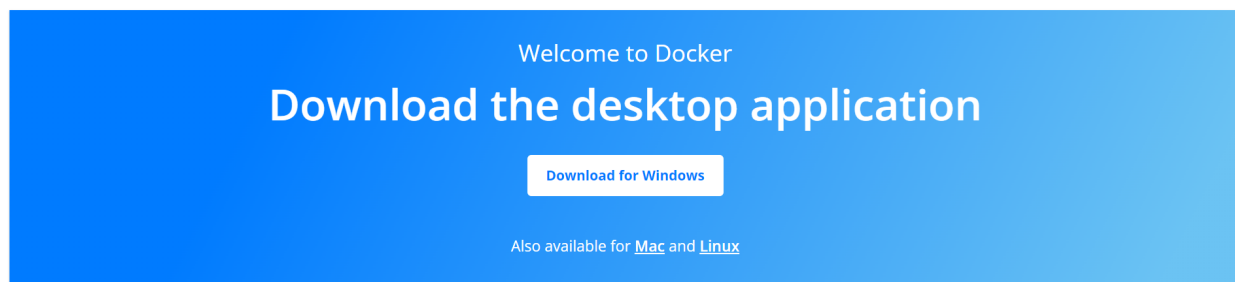 Welcome to Docker
Download the desktop application
Download for Windows
Also available for Mac and Linux